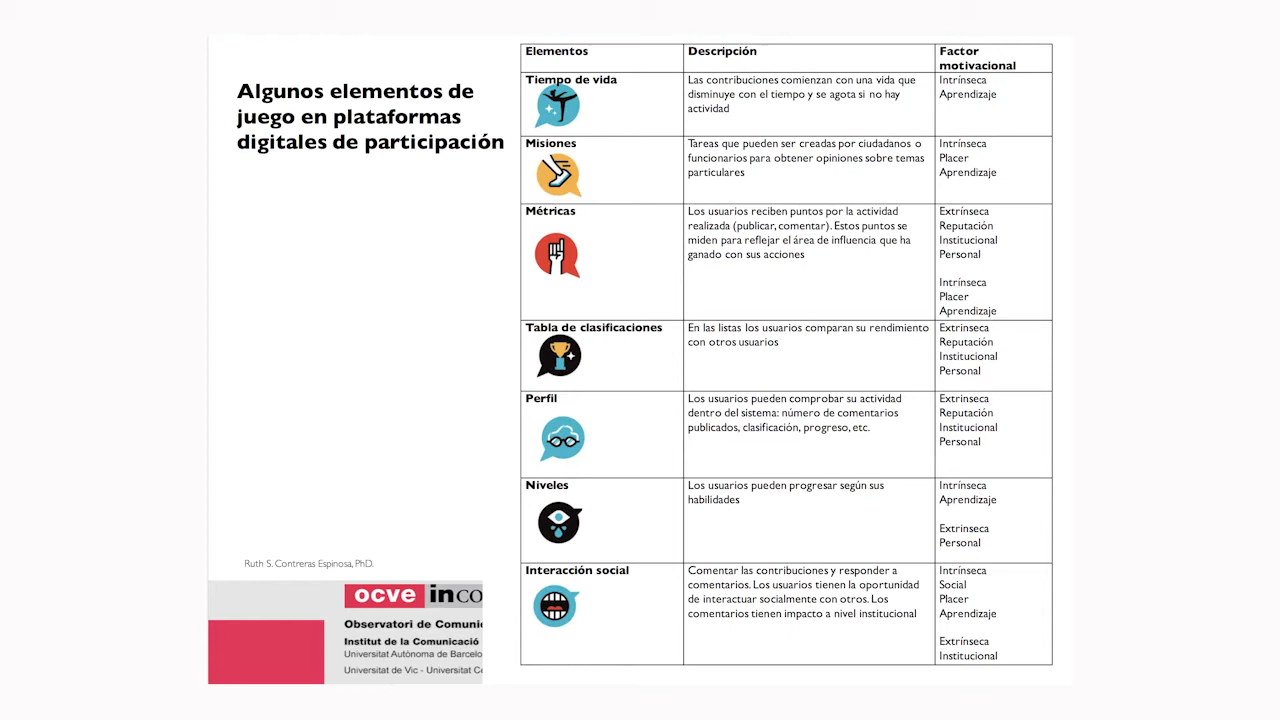 Algunos elementos de
juego en plataformas
digitales de participación
Elementos
Descripción
Factor
motivacional
Tiempo de vida
Las contribuciones comienzan con una vida que
disminuye con el tiempo y se agota si no hay
actividad
Intrínseca
Aprendizaje
Misiones
Tareas que pueden ser creadas por ciudadanos o
funcionarios para obtener opiniones sobre temas
particulares
Intrínseca
Placer
Aprendizaje
Métricas
Los usuarios reciben puntos por la actividad
realizada (publicar, comentar). Estos puntos se
miden para reflejar el área de influencia que ha
ganado con sus acciones
Extrínseca
Reputación
Institucional
Personal
Intrínseca
Placer
Aprendizaje
Tabla de clasificaciones
En las listas los usuarios comparan su rendimiento
con otros usuarios
Extrinseca
Reputación
Institucional
Personal
Perfil
Los usuarios pueden comprobar su actividad
dentro del sistema: número de comentarios
publicados, clasificación, progreso, etc.
Extrinseca
Reputación
Institucional
Personal
Niveles
Los usuarios pueden progresar según sus
habilidades
Intrínseca
Aprendizaje
Extrinseca
Personal
Interacción social
Comentar las contribuciones y responder a
comentarios. Los usuarios tienen la oportunidad
de interactuar socialmente con otros. Los
comentarios tienen impacto a nivel institucional
Intrínseca
Social
Placer
Aprendizaje
Extrínseca
Institucional
Ruth S. Contreras Espinosa, PhD.
ocve inco
Observatori de Comuni
Institut de la Comunicació
Universitat Autònoma de Barcelo
Universitat de Vic - Universitat Ce